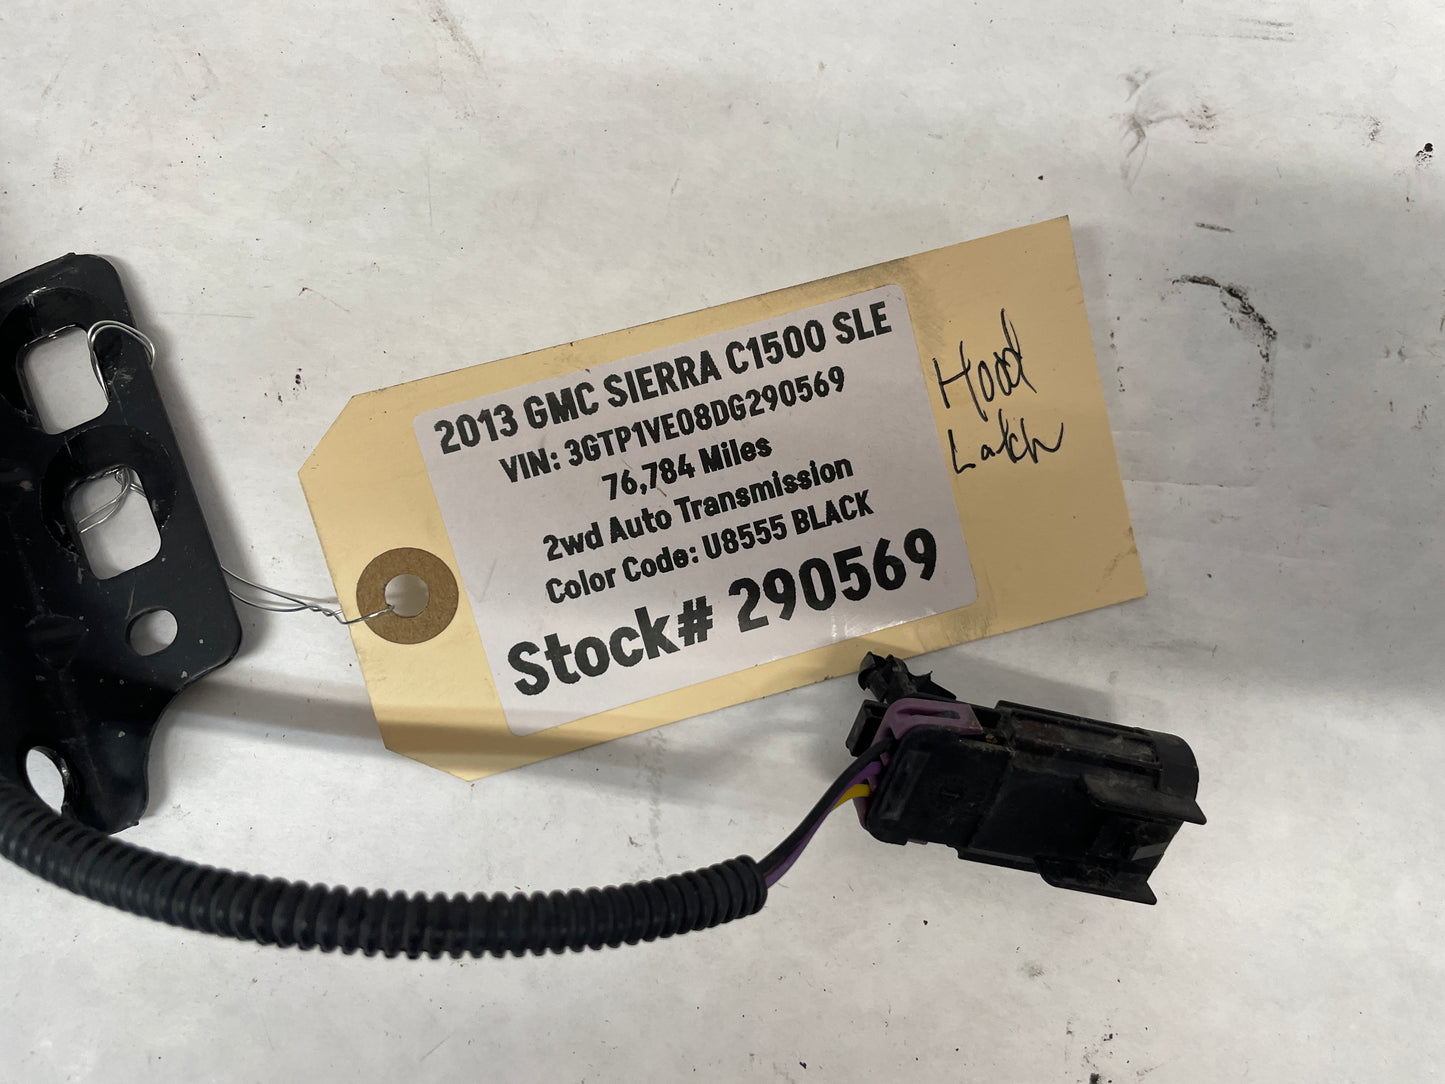 2013 GMC SIERRA C1500 SLE
VIN: 3GTP1VE08DG290569
76,784 Miles
2wd Auto Transmission
Color Code: U8555 BLACK
Stock# 290569
Hood
Latch